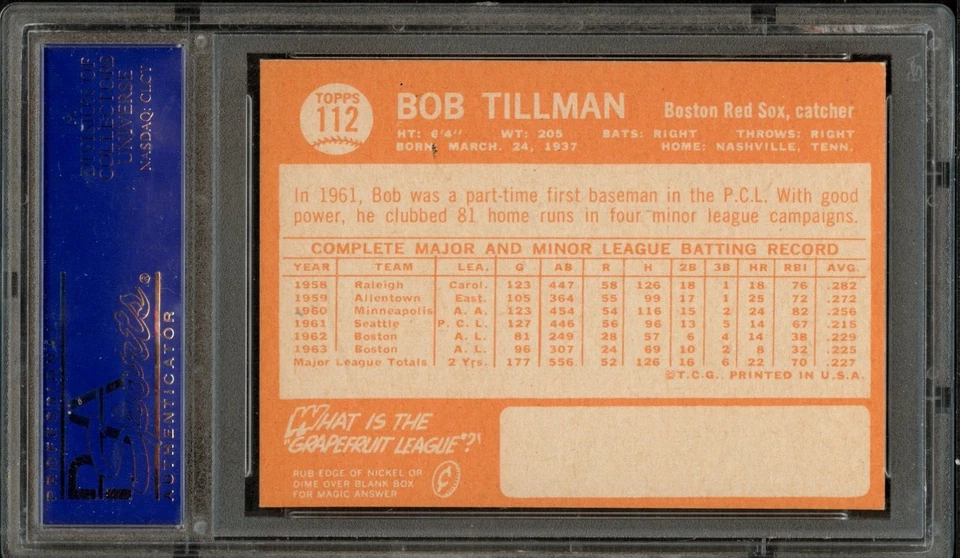 A
DIVISION OF
COLLECTORS
UNIVERSE
NASDAQ: CLCT
PSA
AUTHENTICATOR
TOPPS
112
BOB TILLMAN Boston Red Sox, catcher
HT: 6'4" WT: 205 BATS: RIGHT THROWS: RIGHT
BORN: MARCH. 24, 1937 HOME: NASHVILLE, TENN.
In 1961, Bob was a part-time first baseman in the P.C.L. With good
power, he clubbed 81 home runs in four minor league campaigns.
COMPLETE MAJOR AND MINOR LEAGUE BATTING RECORD
YEAR TEAM LEA. G AB R H 2B 3B HR RBI AVG.
1958 Raleigh Carol. 123 447 58 126 18 1 18 76 .282
1959 Allentown East. 105 364 55 99 17 1 25 72 .272
1960 Minneapolis A. A. 123 454 54 116 15 2 24 82 .256
1961 Seattle P. C. L. 127 446 56 96 13 5 14 67 .215
1962 Boston A. L. 81 249 28 57 6 4 14 38 .229
1963 Boston A. L. 96 307 24 69 10 2 8 32 .225
Major League Totals 2 Yrs. 177 556 52 126 16 6 22 70 .227
©T.C.G. PRINTED IN U.S.A.
WHAT IS THE
"GRAPEFRUIT LEAGUE"?
RUB EDGE OF NICKEL OR
DIME OVER BLANK BOX
FOR MAGIC ANSWER